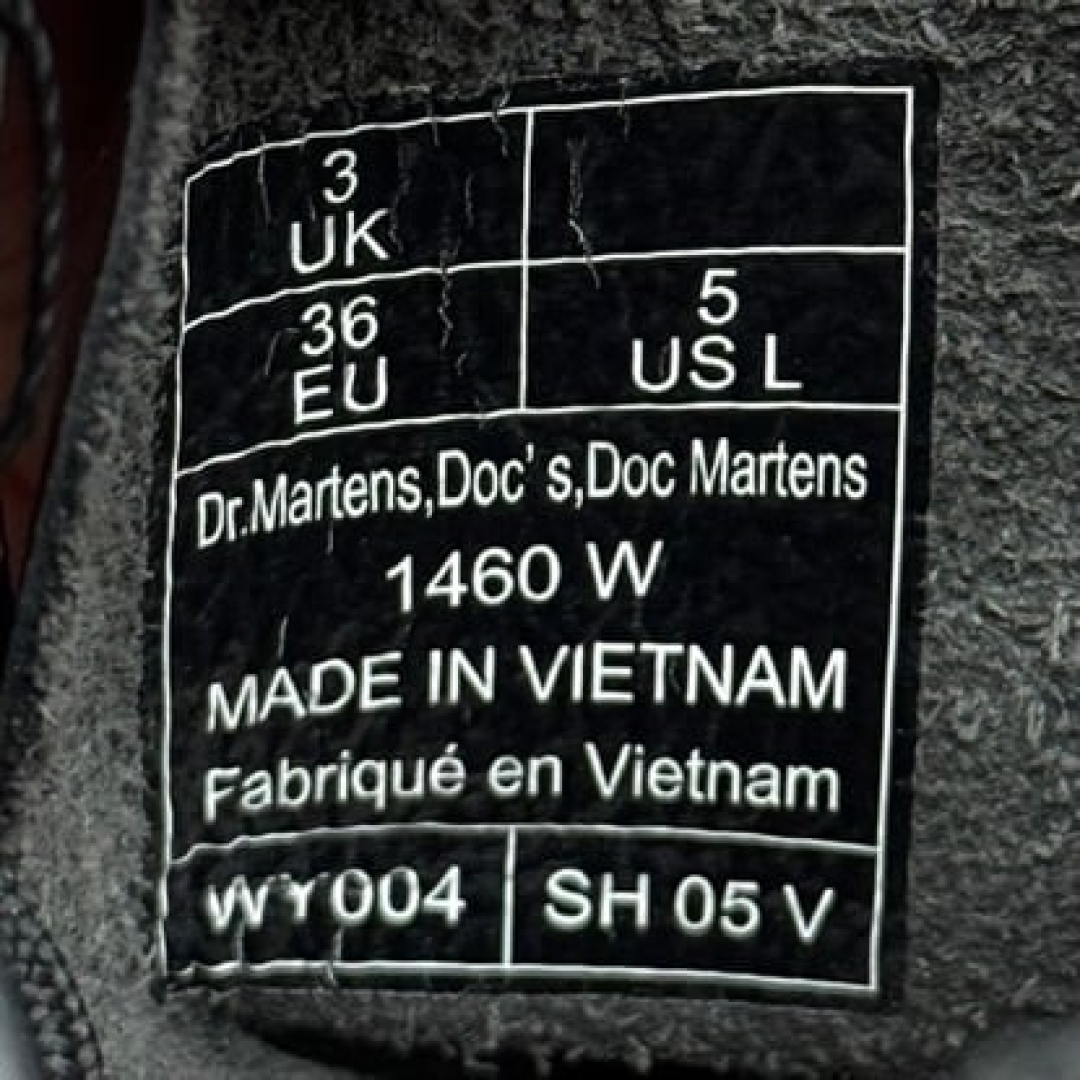 3
UK
36
EU
5
US L
Dr.Martens,Doc' s,Doc Martens
1460 W
MADE IN VIETNAM
Fabriqué en Vietnam
WY004
SH 05 V